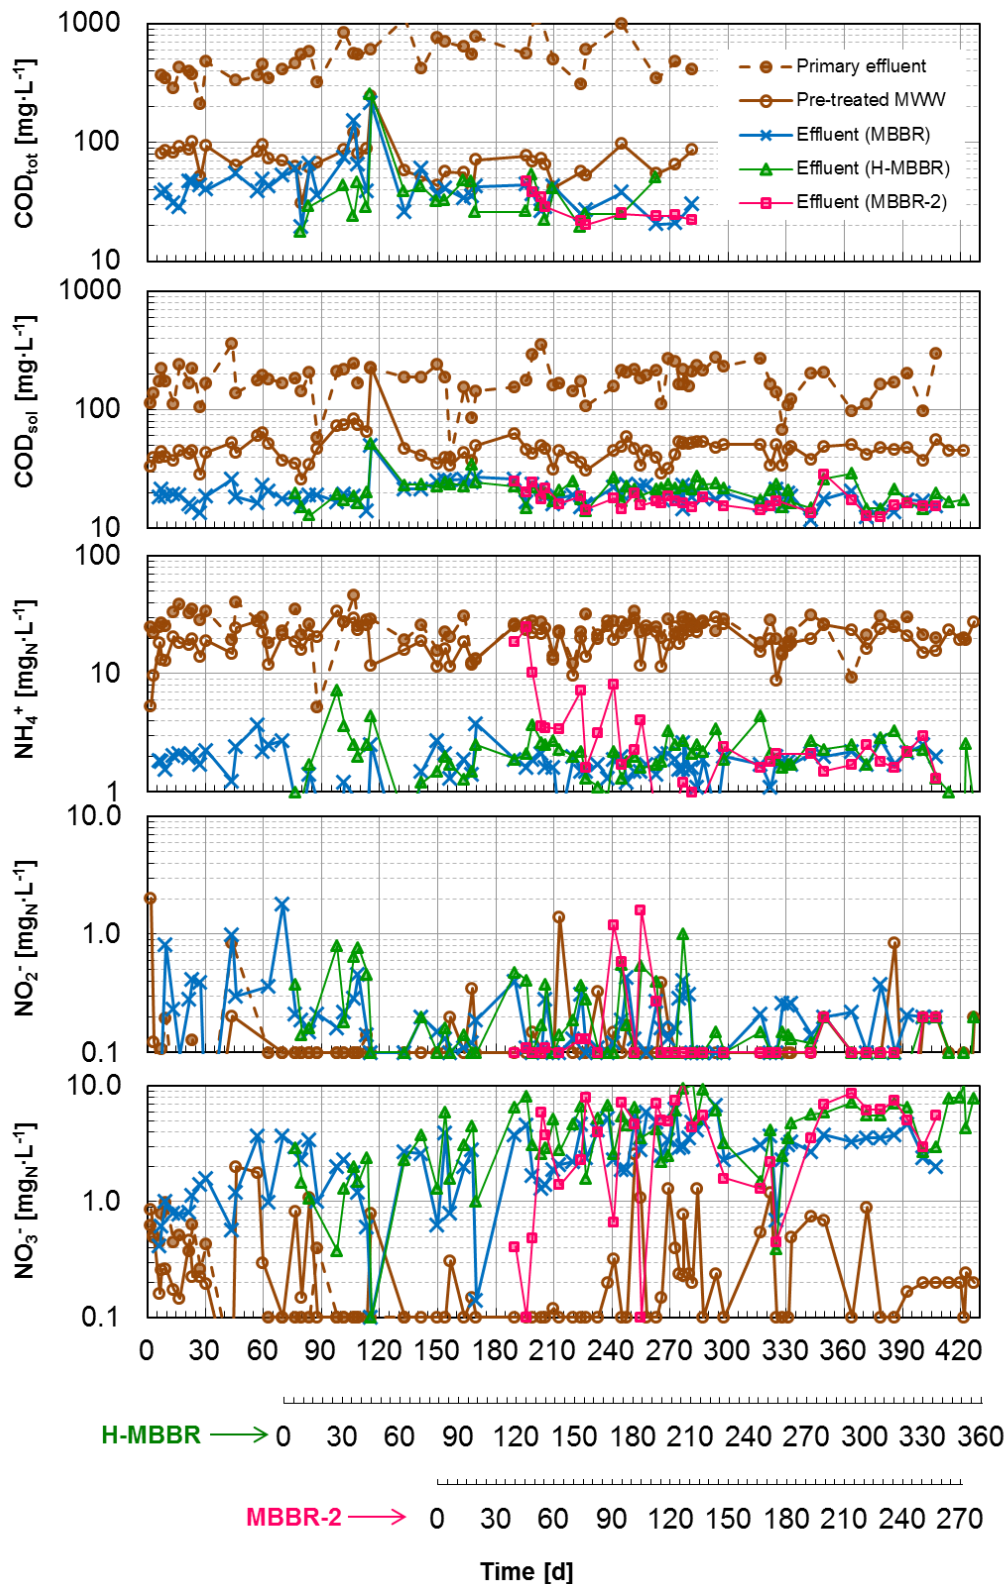 1000
100
10
COD_tot [mg·L⁻¹]
Primary effluent
Pre-treated MWW
Effluent (MBBR)
Effluent (H-MBBR)
Effluent (MBBR-2)
1000
100
10
COD_sol [mg·L⁻¹]
100
10
1
NH₄⁺ [mg_N·L⁻¹]
10.0
1.0
0.1
NO₂⁻ [mg_N·L⁻¹]
10.0
1.0
0.1
NO₃⁻ [mg_N·L⁻¹]
0 30 60 90 120 150 180 210 240 270 300 330 360 390 420
H-MBBR 0 30 60 90 120 150 180 210 240 270 300 330 360
MBBR-2 0 30 60 90 120 150 180 210 240 270
Time [d]